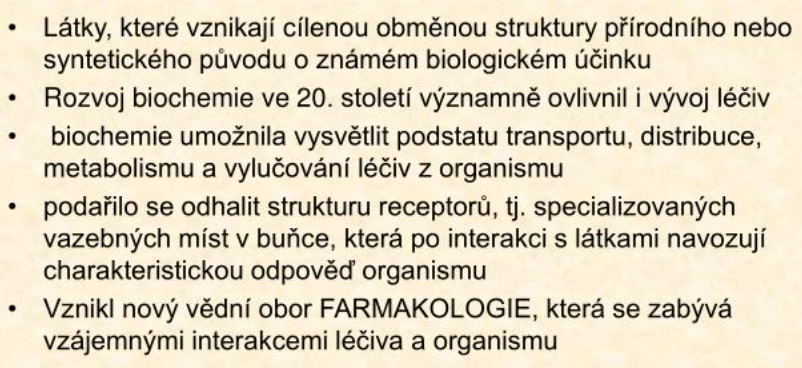 • Látky, které vznikají cílenou obměnou struktury přírodního nebo
syntetického původu o známém biologickém účinku
• Rozvoj biochemie ve 20. století významně ovlivnil i vývoj léčiv
• biochemie umožnila vysvětlit podstatu transportu, distribuce,
metabolismu a vylučování léčiv z organismu
• podařilo se odhalit strukturu receptorů, tj. specializovaných
vazebných míst v buňce, která po interakci s látkami navozují
charakteristickou odpověď organismu
• Vznikl nový vědní obor FARMAKOLOGIE, která se zabývá
vzájemnými interakcemi léčiva a organismu